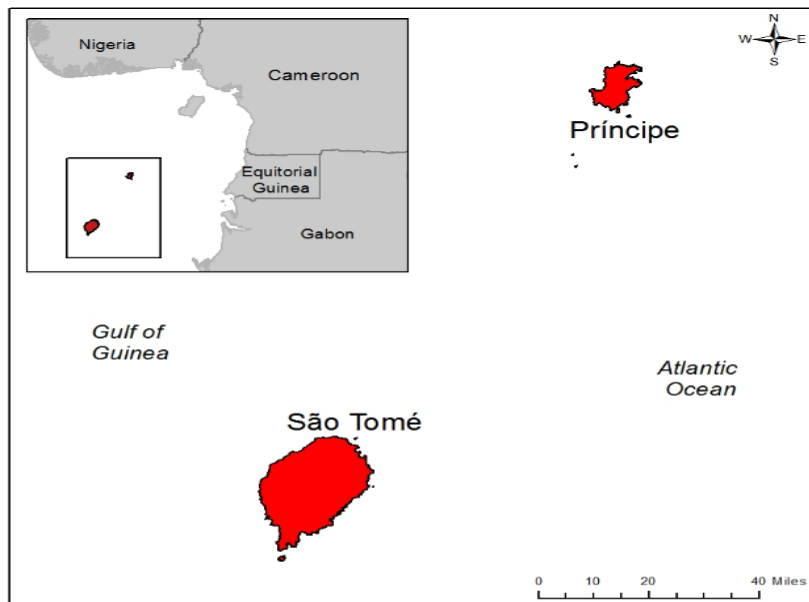 Nigeria
Cameroon
Equitorial
Guinea
Gabon
N
W E
S
Príncipe
Gulf of
Guinea
Atlantic
Ocean
São Tomé
0 10 20 40 Miles